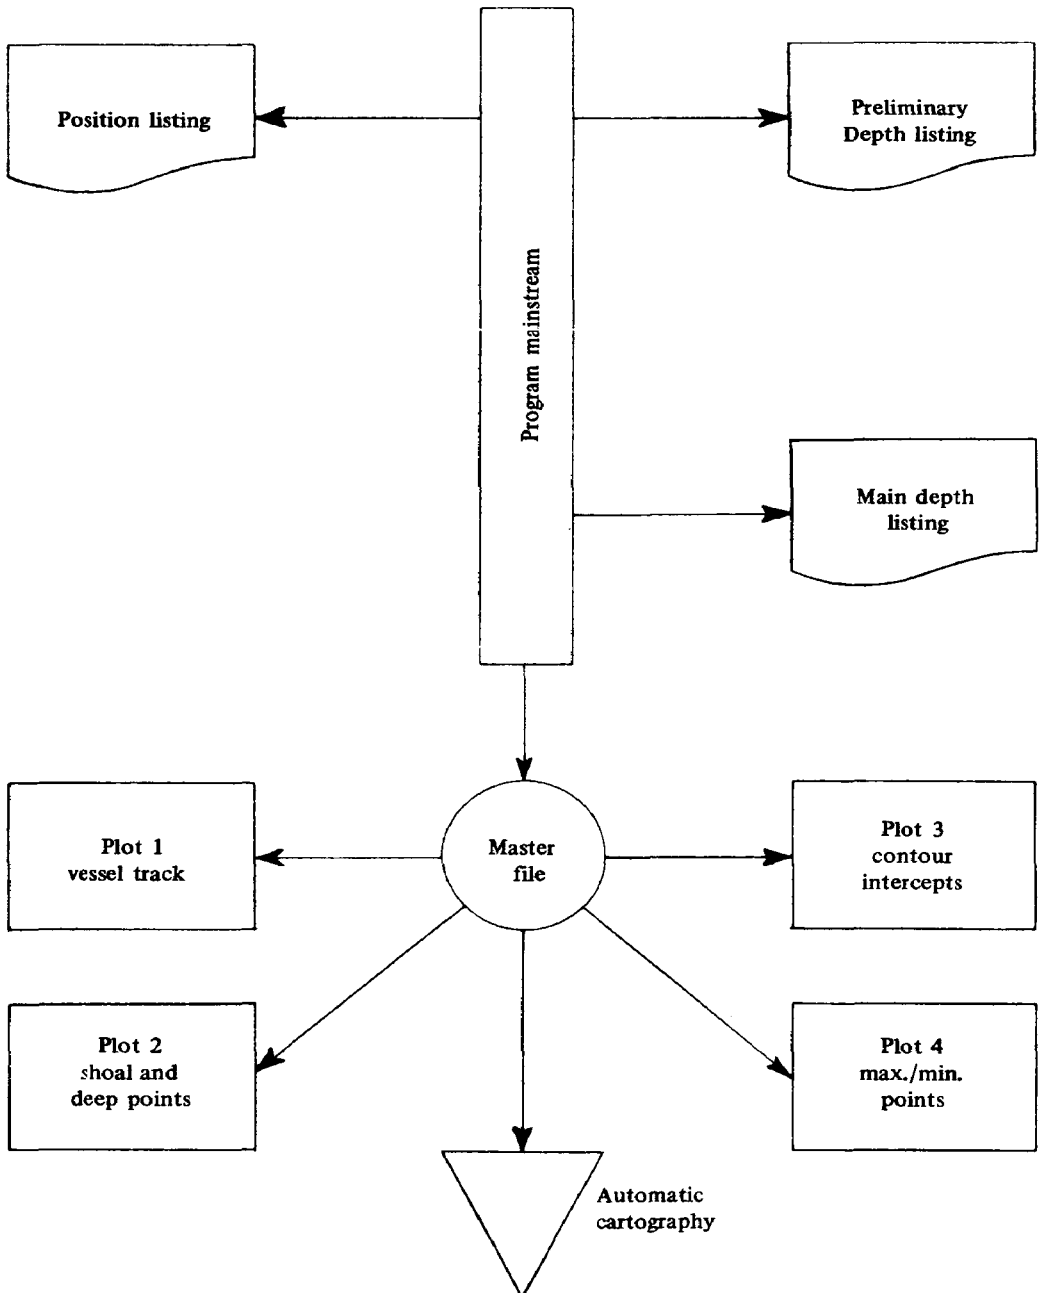 Position listing
Preliminary
Depth listing
Program mainstream
Main depth
listing
Plot 1
vessel track
Master
file
Plot 3
contour
intercepts
Plot 2
shoal and
deep points
Plot 4
max./min.
points
Automatic
cartography